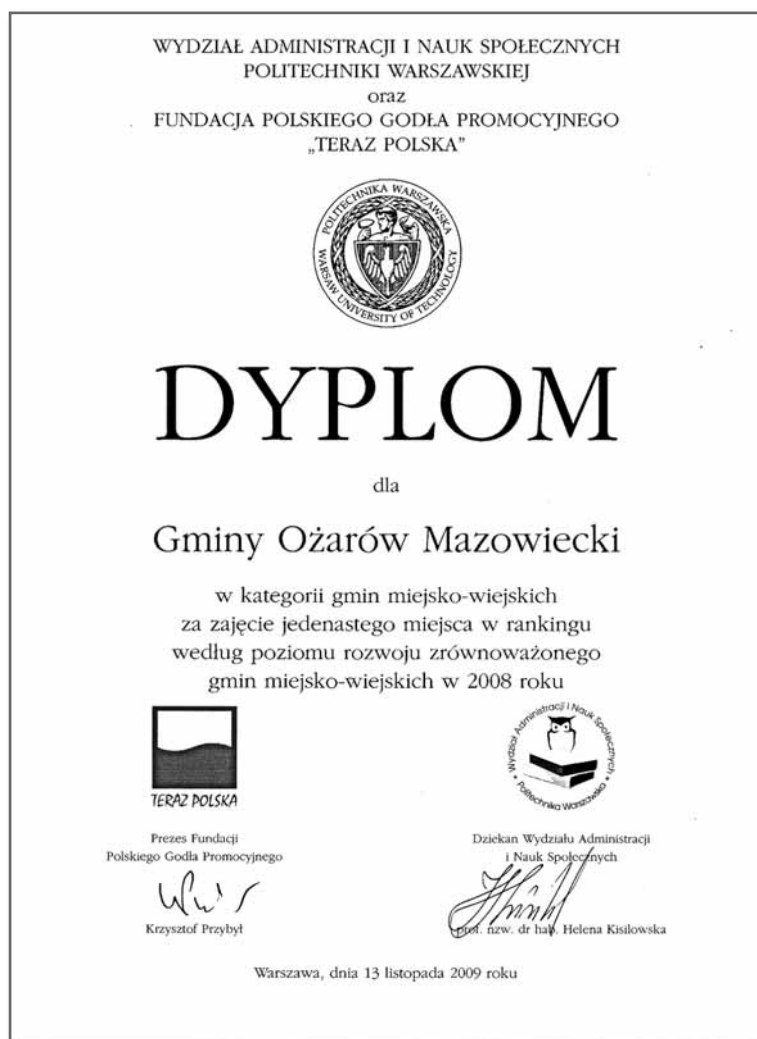 WYDZIAŁ ADMINISTRACJI I NAUK SPOŁECZNYCH
POLITECHNIKI WARSZAWSKIEJ
oraz
FUNDACJA POLSKIEGO GODŁA PROMOCYJNEGO
„TERAZ POLSKA”
POLITECHNIKA WARSZAWSKA
WARSAW UNIVERSITY OF TECHNOLOGY
DYPLOM
dla
Gminy Ożarów Mazowiecki
w kategorii gmin miejsko-wiejskich
za zajęcie jedenastego miejsca w rankingu
według poziomu rozwoju zrównoważonego
gmin miejsko-wiejskich w 2008 roku
TERAZ POLSKA
Wydział Administracji i Nauk Społecznych
Politechnika Warszawska
Prezes Fundacji
Polskiego Godła Promocyjnego
Krzysztof Przybył
Dziekan Wydziału Administracji
i Nauk Społecznych
prof. nzw. dr hab. Helena Kisilowska
Warszawa, dnia 13 listopada 2009 roku